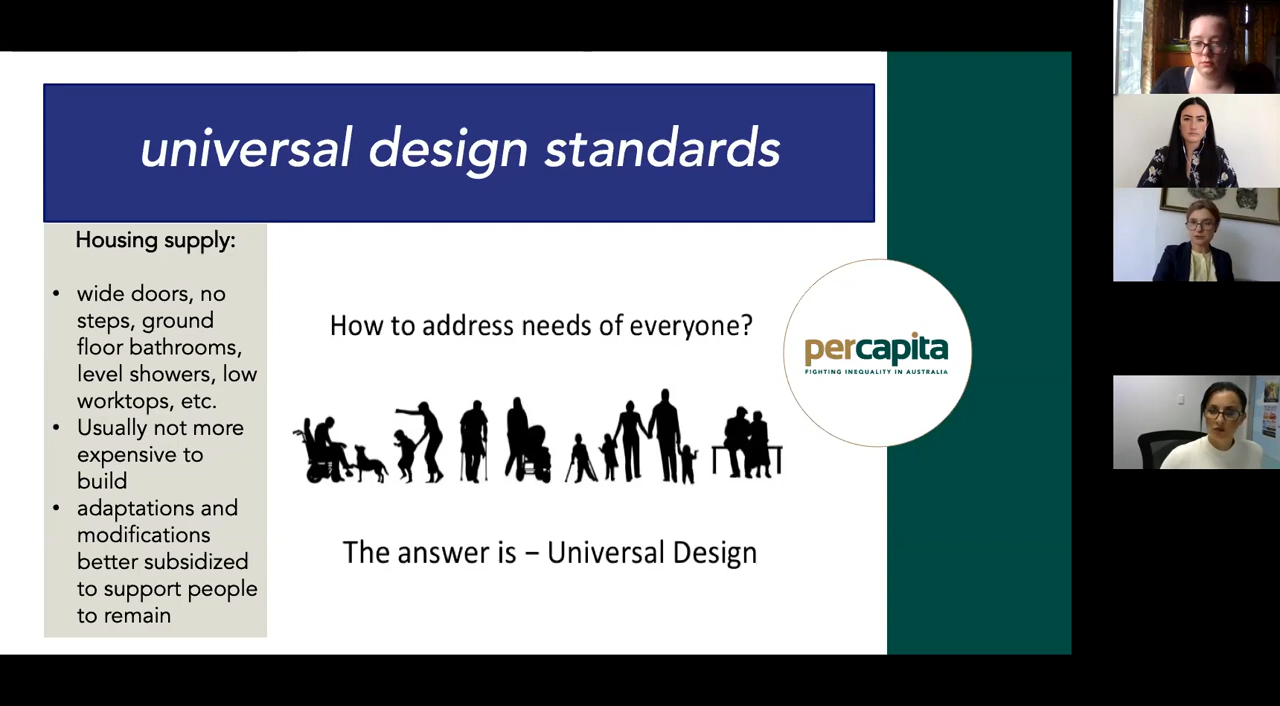 universal design standards
Housing supply:
• wide doors, no
steps, ground
floor bathrooms,
level showers, low
worktops, etc.
• Usually not more
expensive to
build
• adaptations and
modifications
better subsidized
to support people
to remain
How to address needs of everyone?
The answer is – Universal Design
percapita
FIGHTING INEQUALITY IN AUSTRALIA